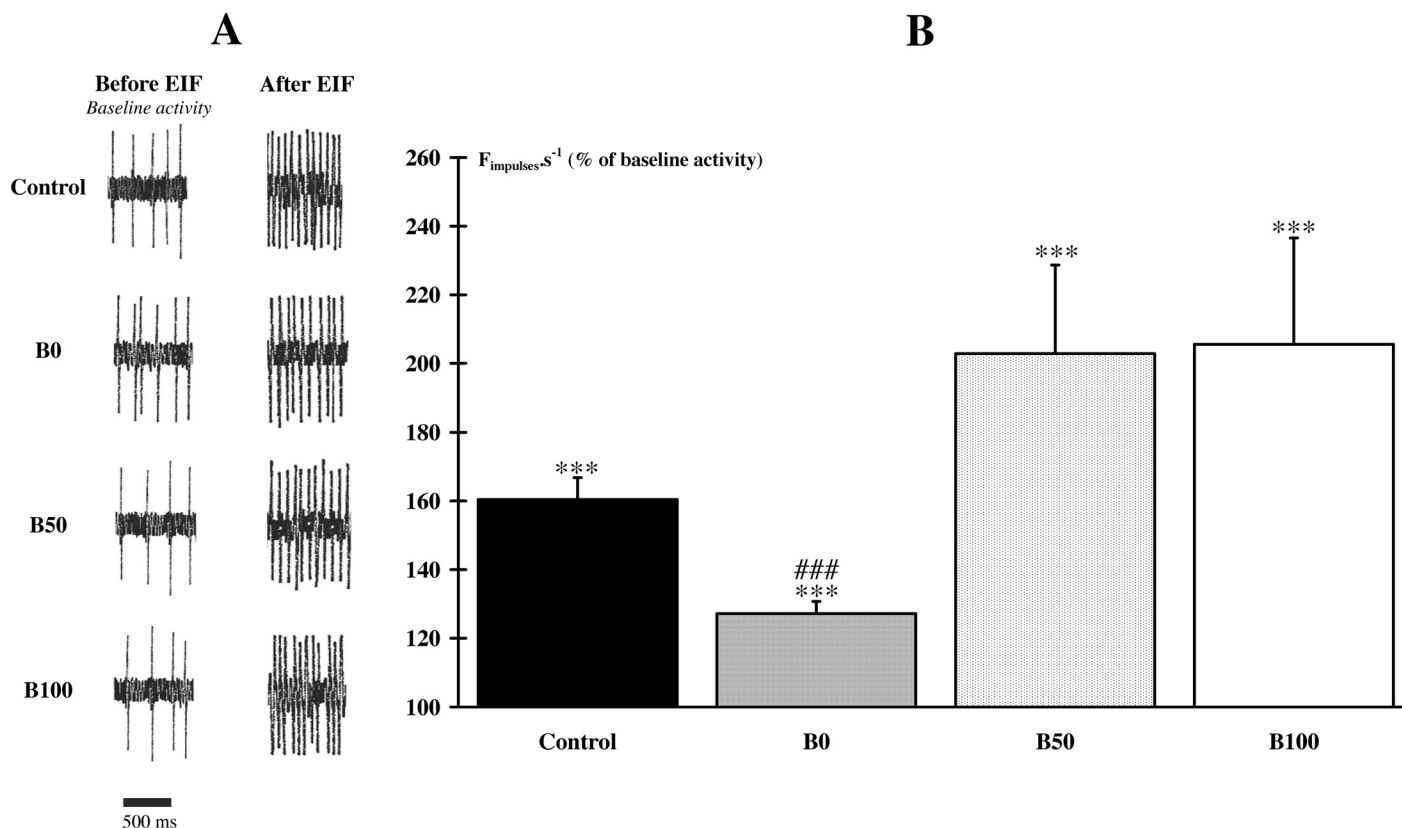 A
Before EIF
Baseline activity
After EIF
Control
B0
B50
B100
500 ms
B
F_impulses.s⁻¹ (% of baseline activity)
260
240
220
200
180
160
140
120
100
***
###
***
***
***
Control
B0
B50
B100